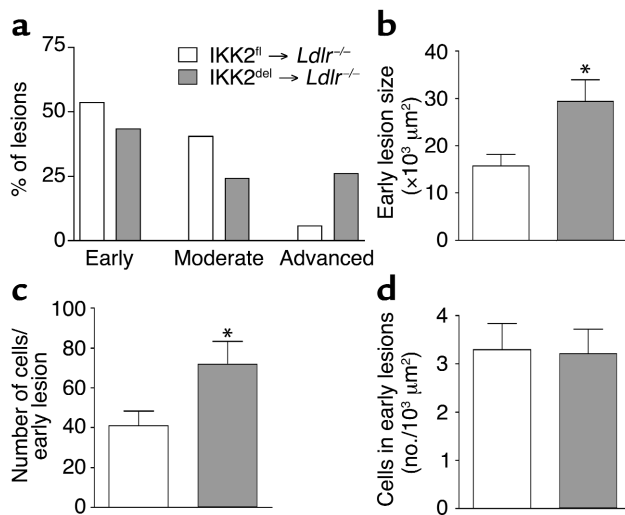 a
75
50
25
0
% of lesions
IKK2fl → Ldlr−/−
IKK2del → Ldlr−/−
Early Moderate Advanced
b
40
30
20
10
0
Early lesion size
(×10³ μm²)
*
c
100
80
60
40
20
0
Number of cells/
early lesion
*
d
4
3
2
1
0
Cells in early lesions
(no./10³ μm²)